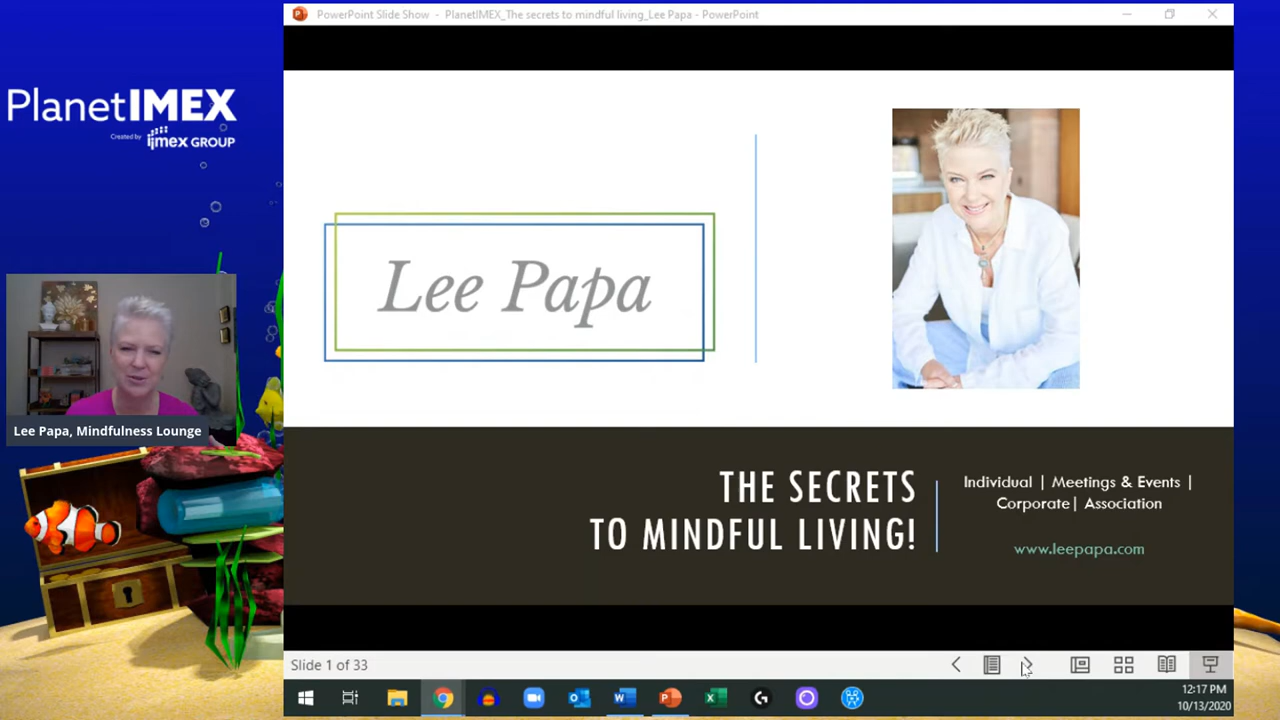 PowerPoint Slide Show - PlanetIMEX_The secrets to mindful living_Lee Papa - PowerPoint
PlanetIMEX
Created by imex GROUP
Lee Papa
Lee Papa, Mindfulness Lounge
THE SECRETS
TO MINDFUL LIVING!
Individual | Meetings & Events |
Corporate| Association
www.leepapa.com
Slide 1 of 33
12:17 PM
10/13/2020